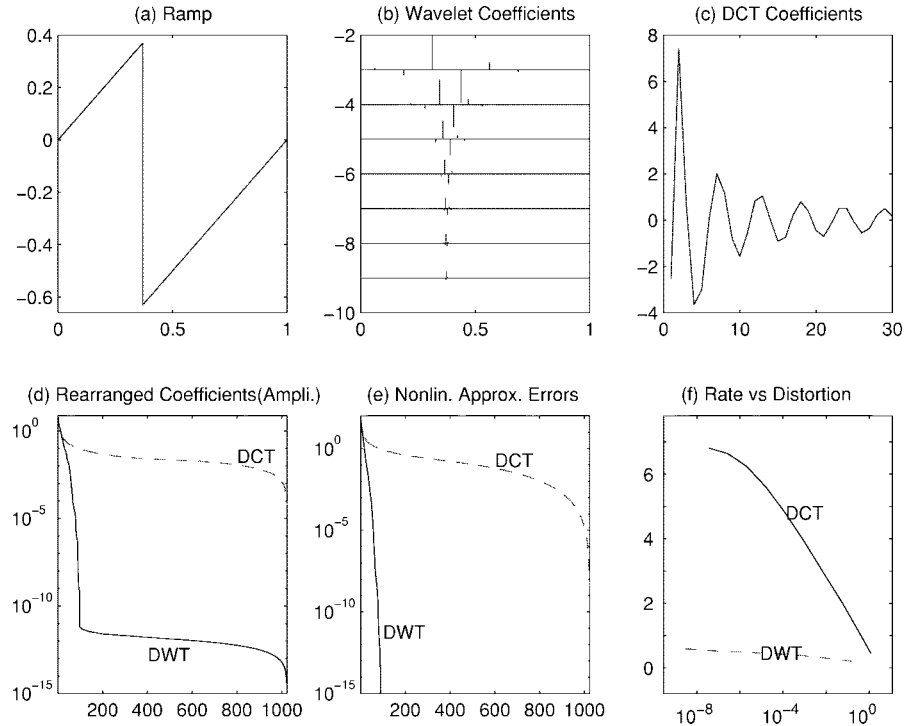 (a) Ramp
0.4
0.2
0
−0.2
−0.4
−0.6
0 0.5 1
(b) Wavelet Coefficients
−2
−4
−6
−8
−10
0 0.5 1
(c) DCT Coefficients
8
6
4
2
0
−2
−4
0 10 20 30
(d) Rearranged Coefficients(Ampli.)
10^0
10^-5
10^-10
10^-15
DCT
DWT
200 400 600 800 1000
(e) Nonlin. Approx. Errors
10^0
10^-5
10^-10
10^-15
DCT
DWT
200 400 600 800 1000
(f) Rate vs Distortion
6
4
2
0
DCT
DWT
10^-8 10^-4 10^0